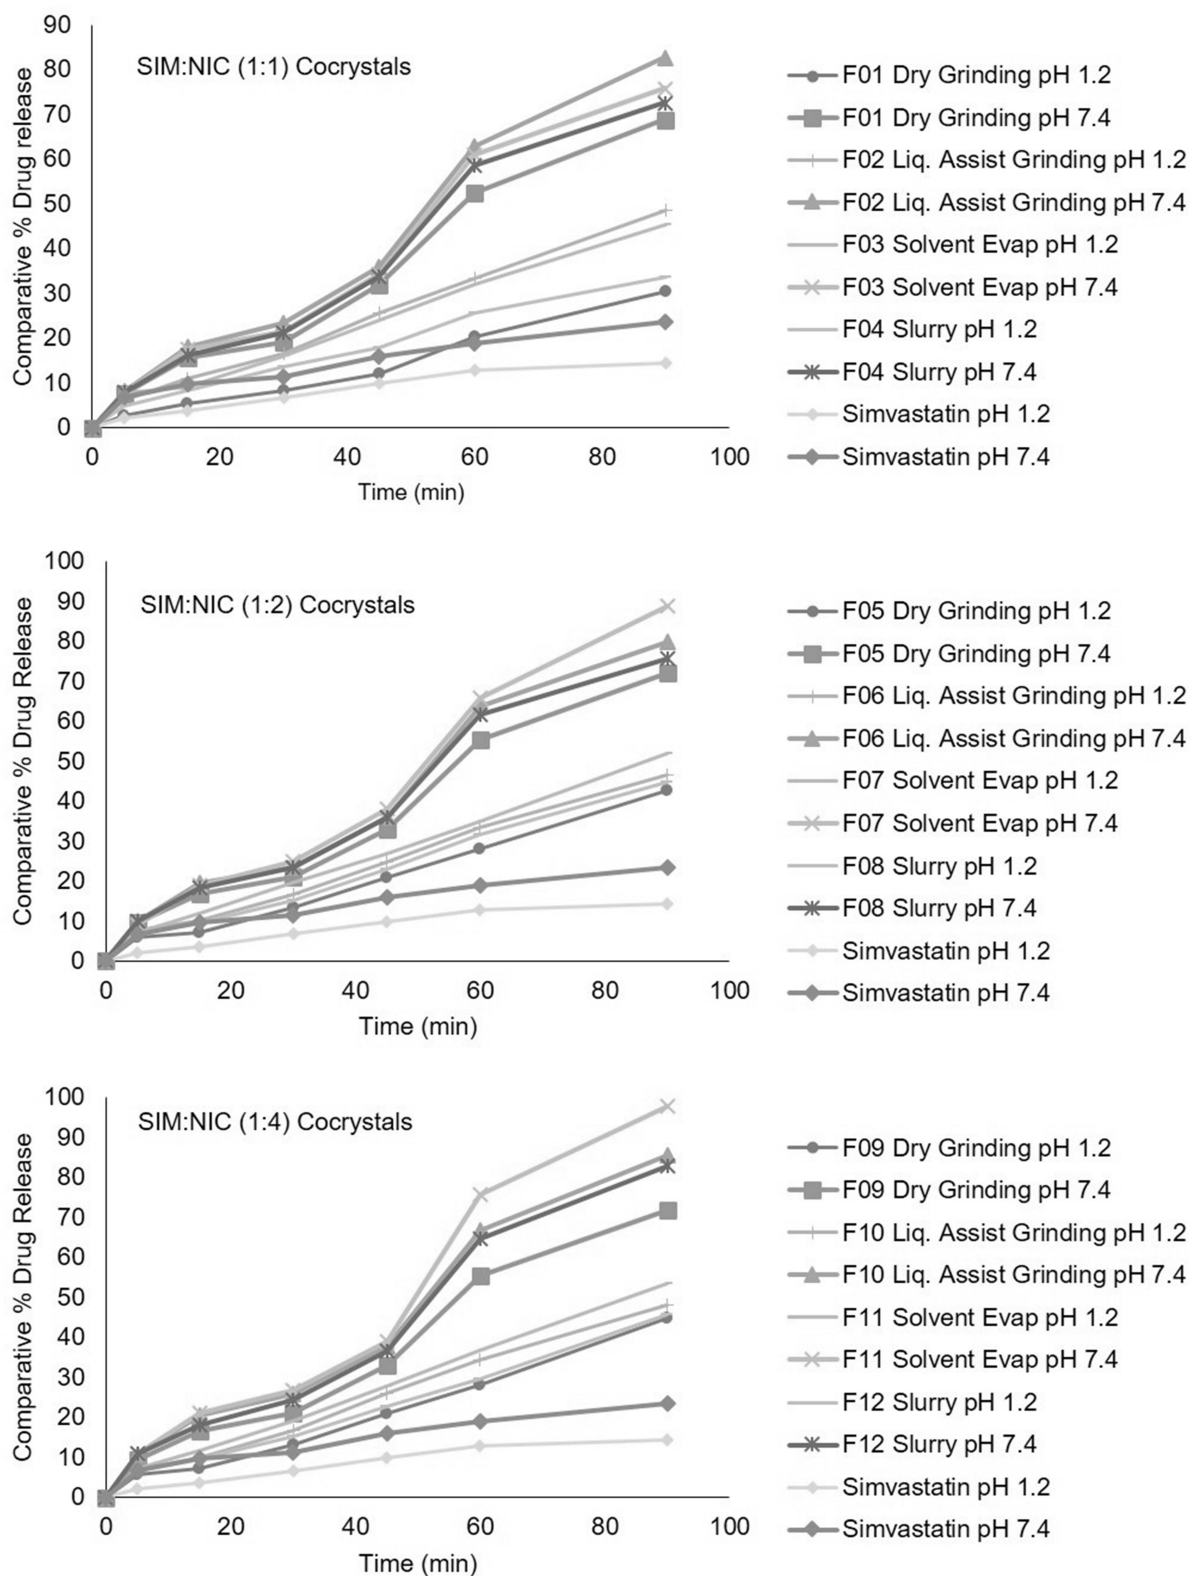 SIM:NIC (1:1) Cocrystals
Comparative % Drug release
90
80
70
60
50
40
30
20
10
0
0 20 40 60 80 100
Time (min)
F01 Dry Grinding pH 1.2
F01 Dry Grinding pH 7.4
F02 Liq. Assist Grinding pH 1.2
F02 Liq. Assist Grinding pH 7.4
F03 Solvent Evap pH 1.2
F03 Solvent Evap pH 7.4
F04 Slurry pH 1.2
F04 Slurry pH 7.4
Simvastatin pH 1.2
Simvastatin pH 7.4
SIM:NIC (1:2) Cocrystals
Comparative % Drug Release
100
90
80
70
60
50
40
30
20
10
0
0 20 40 60 80 100
Time (min)
F05 Dry Grinding pH 1.2
F05 Dry Grinding pH 7.4
F06 Liq. Assist Grinding pH 1.2
F06 Liq. Assist Grinding pH 7.4
F07 Solvent Evap pH 1.2
F07 Solvent Evap pH 7.4
F08 Slurry pH 1.2
F08 Slurry pH 7.4
Simvastatin pH 1.2
Simvastatin pH 7.4
SIM:NIC (1:4) Cocrystals
Comparative % Drug Release
100
90
80
70
60
50
40
30
20
10
0
0 20 40 60 80 100
Time (min)
F09 Dry Grinding pH 1.2
F09 Dry Grinding pH 7.4
F10 Liq. Assist Grinding pH 1.2
F10 Liq. Assist Grinding pH 7.4
F11 Solvent Evap pH 1.2
F11 Solvent Evap pH 7.4
F12 Slurry pH 1.2
F12 Slurry pH 7.4
Simvastatin pH 1.2
Simvastatin pH 7.4